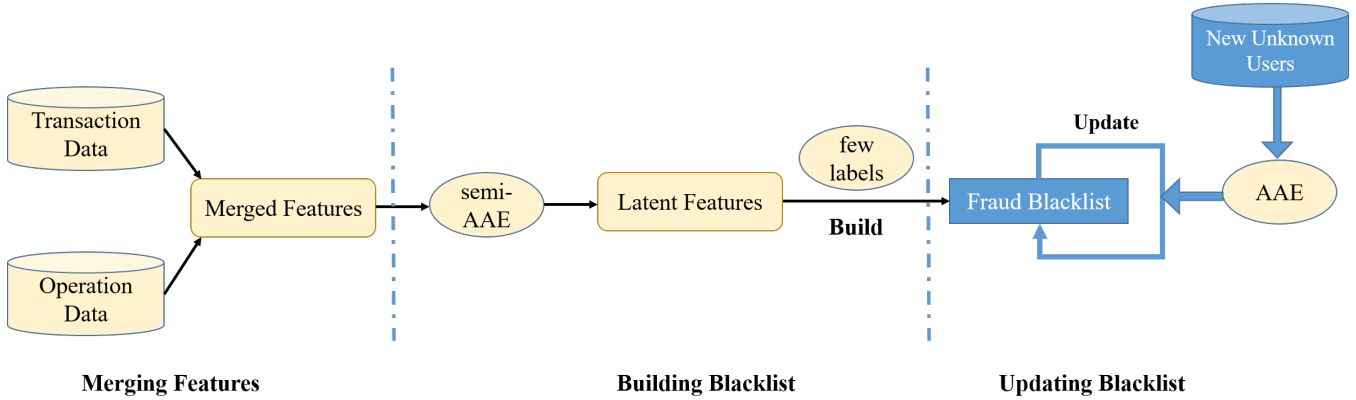 Transaction
Data
Operation
Data
Merged Features
semi-
AAE
Latent Features
few
labels
Build
New Unknown
Users
Update
Fraud Blacklist
AAE
Merging Features
Building Blacklist
Updating Blacklist